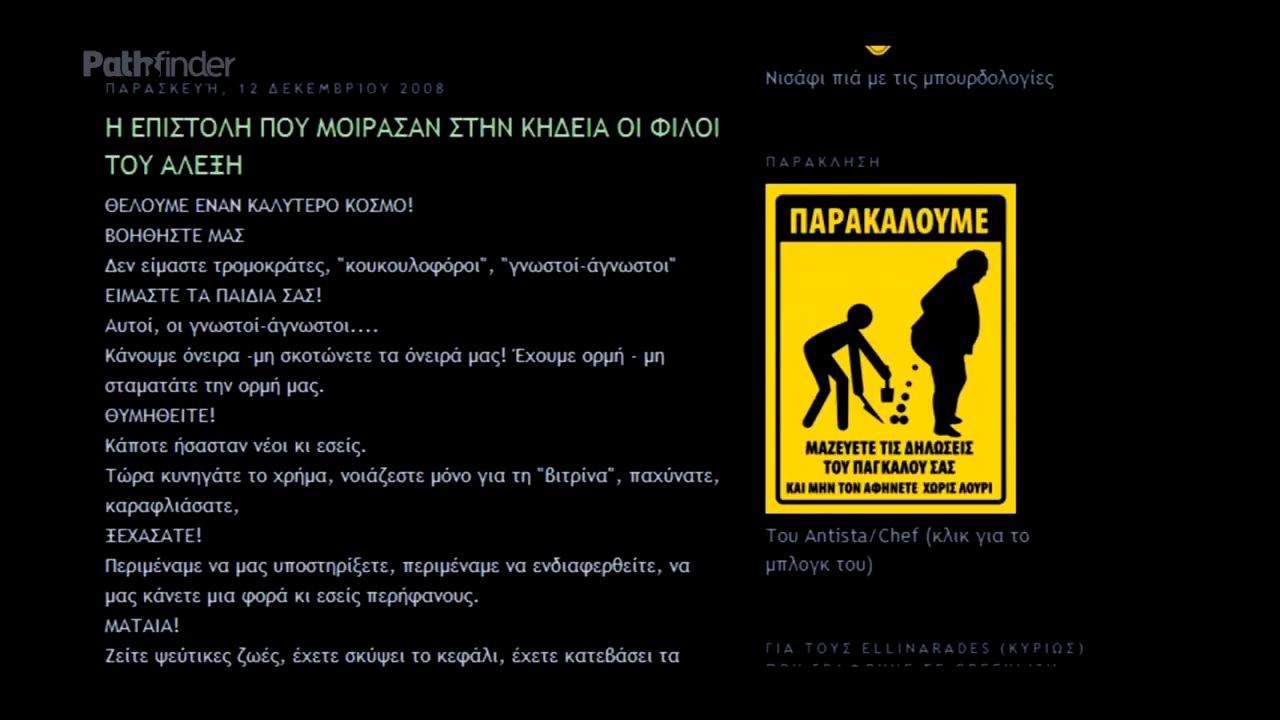 Pathfinder
ΠΑΡΑΣΚΕΥΉ, 12 ΔΕΚΕΜΒΡΊΟΥ 2008
Η ΕΠΙΣΤΟΛΗ ΠΟΥ ΜΟΙΡΑΣΑΝ ΣΤΗΝ ΚΗΔΕΙΑ ΟΙ ΦΙΛΟΙ
ΤΟΥ ΑΛΕΞΗ
ΘΕΛΟΥΜΕ ΕΝΑΝ ΚΑΛΥΤΕΡΟ ΚΟΣΜΟ!
ΒΟΗΘΗΣΤΕ ΜΑΣ
Δεν είμαστε τρομοκράτες, "κουκουλοφόροι", "γνωστοί-άγνωστοι"
ΕΙΜΑΣΤΕ ΤΑ ΠΑΙΔΙΑ ΣΑΣ!
Αυτοί, οι γνωστοί-άγνωστοι....
Κάνουμε όνειρα -μη σκοτώνετε τα όνειρά μας! Έχουμε ορμή - μη
σταματάτε την ορμή μας.
ΘΥΜΗΘΕΙΤΕ!
Κάποτε ήσασταν νέοι κι εσείς.
Τώρα κυνηγάτε το χρήμα, νοιάζεστε μόνο για τη "βιτρίνα", παχύνατε,
καραφλιάσατε,
ΞΕΧΑΣΑΤΕ!
Περιμέναμε να μας υποστηρίξετε, περιμέναμε να ενδιαφερθείτε, να
μας κάνετε μια φορά κι εσείς περήφανους.
ΜΑΤΑΙΑ!
Ζείτε ψεύτικες ζωές, έχετε σκύψει το κεφάλι, έχετε κατεβάσει τα
Νισάφι πιά με τις μπουρδολογίες
ΠΑΡΑΚΛΗΣΗ
ΠΑΡΑΚΑΛΟΥΜΕ
ΜΑΖΕΥΕΤΕ ΤΙΣ ΔΗΛΩΣΕΙΣ
ΤΟΥ ΠΑΓΚΑΛΟΥ ΣΑΣ
ΚΑΙ ΜΗΝ ΤΟΝ ΑΦΗΝΕΤΕ ΧΩΡΙΣ ΛΟΥΡΙ
Του Antista/Chef (κλικ για το
μπλογκ του)
ΓΙΑ ΤΟΥΣ ELLINARADES (ΚΥΡΙΩΣ)